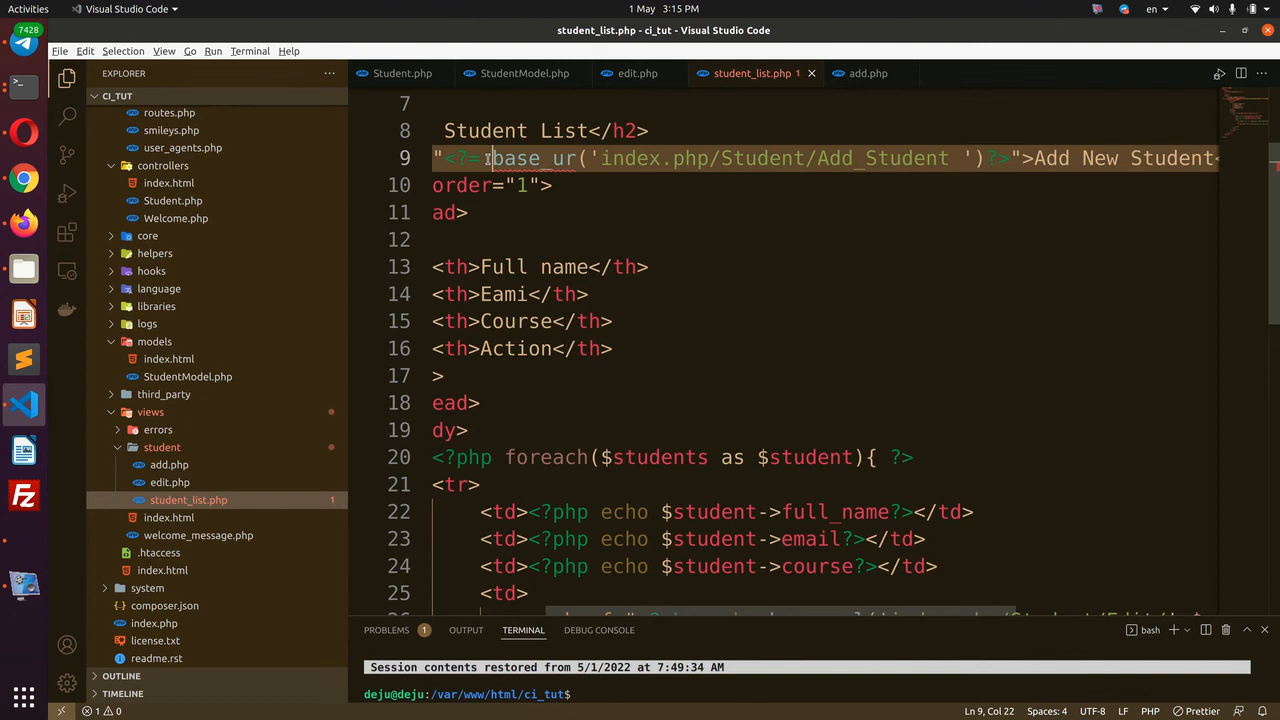 Activities
Visual Studio Code
1 May 3:15 PM
en
student_list.php - ci_tut - Visual Studio Code
7428
File Edit Selection View Go Run Terminal Help
EXPLORER
CI_TUT
routes.php
smileys.php
user_agents.php
controllers
index.html
Student.php
Welcome.php
core
helpers
hooks
language
libraries
logs
models
index.html
StudentModel.php
third_party
views
errors
student
add.php
edit.php
student_list.php 1
index.html
welcome_message.php
.htaccess
index.html
system
composer.json
index.php
license.txt
readme.rst
OUTLINE
TIMELINE
Student.php StudentModel.php edit.php student_list.php 1 add.php
7
8 Student List</h2>
9 "<?= base_ur('index.php/Student/Add_Student ')?>">Add New Student<
10 order="1">
11 ad>
12
13 <th>Full name</th>
14 <th>Eami</th>
15 <th>Course</th>
16 <th>Action</th>
17 >
18 ead>
19 dy>
20 <?php foreach($students as $student){ ?>
21 <tr>
22 <td><?php echo $student->full_name?></td>
23 <td><?php echo $student->email?></td>
24 <td><?php echo $student->course?></td>
25 <td>
PROBLEMS 1 OUTPUT TERMINAL DEBUG CONSOLE
bash
Session contents restored from 5/1/2022 at 7:49:34 AM
deju@deju:/var/www/html/ci_tut$
1 0
Ln 9, Col 22 Spaces: 4 UTF-8 LF PHP Prettier